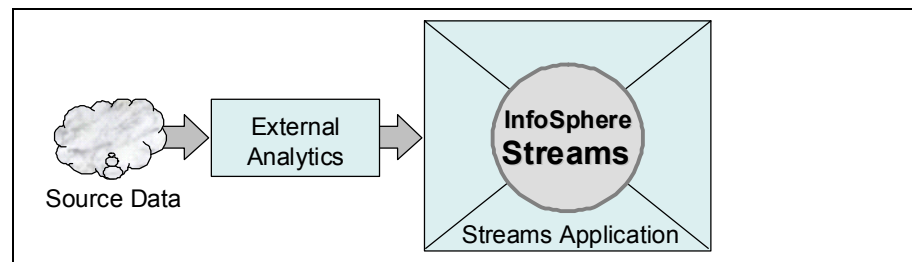 Source Data
External
Analytics
InfoSphere
Streams
Streams Application